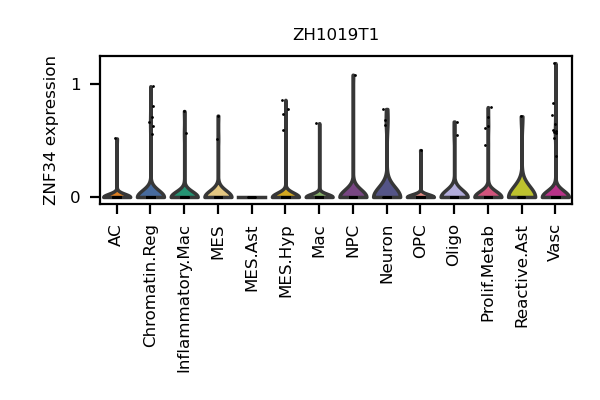 ZH1019T1
ZNF34 expression
1
0
AC
Chromatin.Reg
Inflammatory.Mac
MES
MES.Ast
MES.Hyp
Mac
NPC
Neuron
OPC
Oligo
Prolif.Metab
Reactive.Ast
Vasc